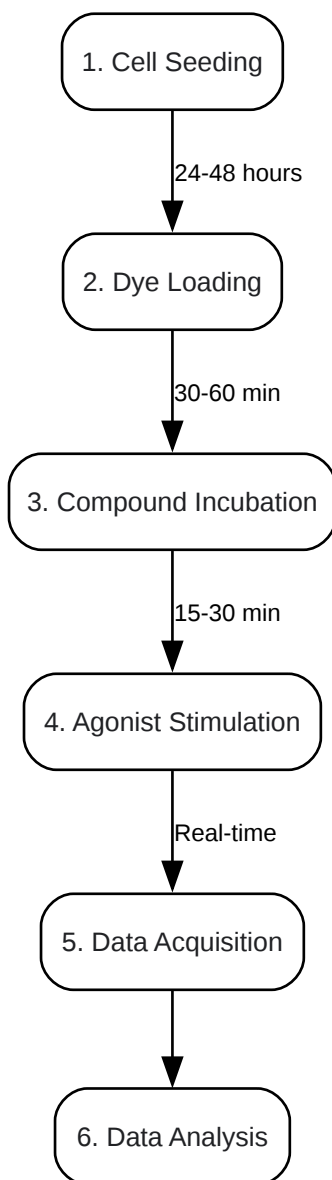 1. Cell Seeding
24-48 hours
2. Dye Loading
30-60 min
3. Compound Incubation
15-30 min
4. Agonist Stimulation
Real-time
5. Data Acquisition
6. Data Analysis